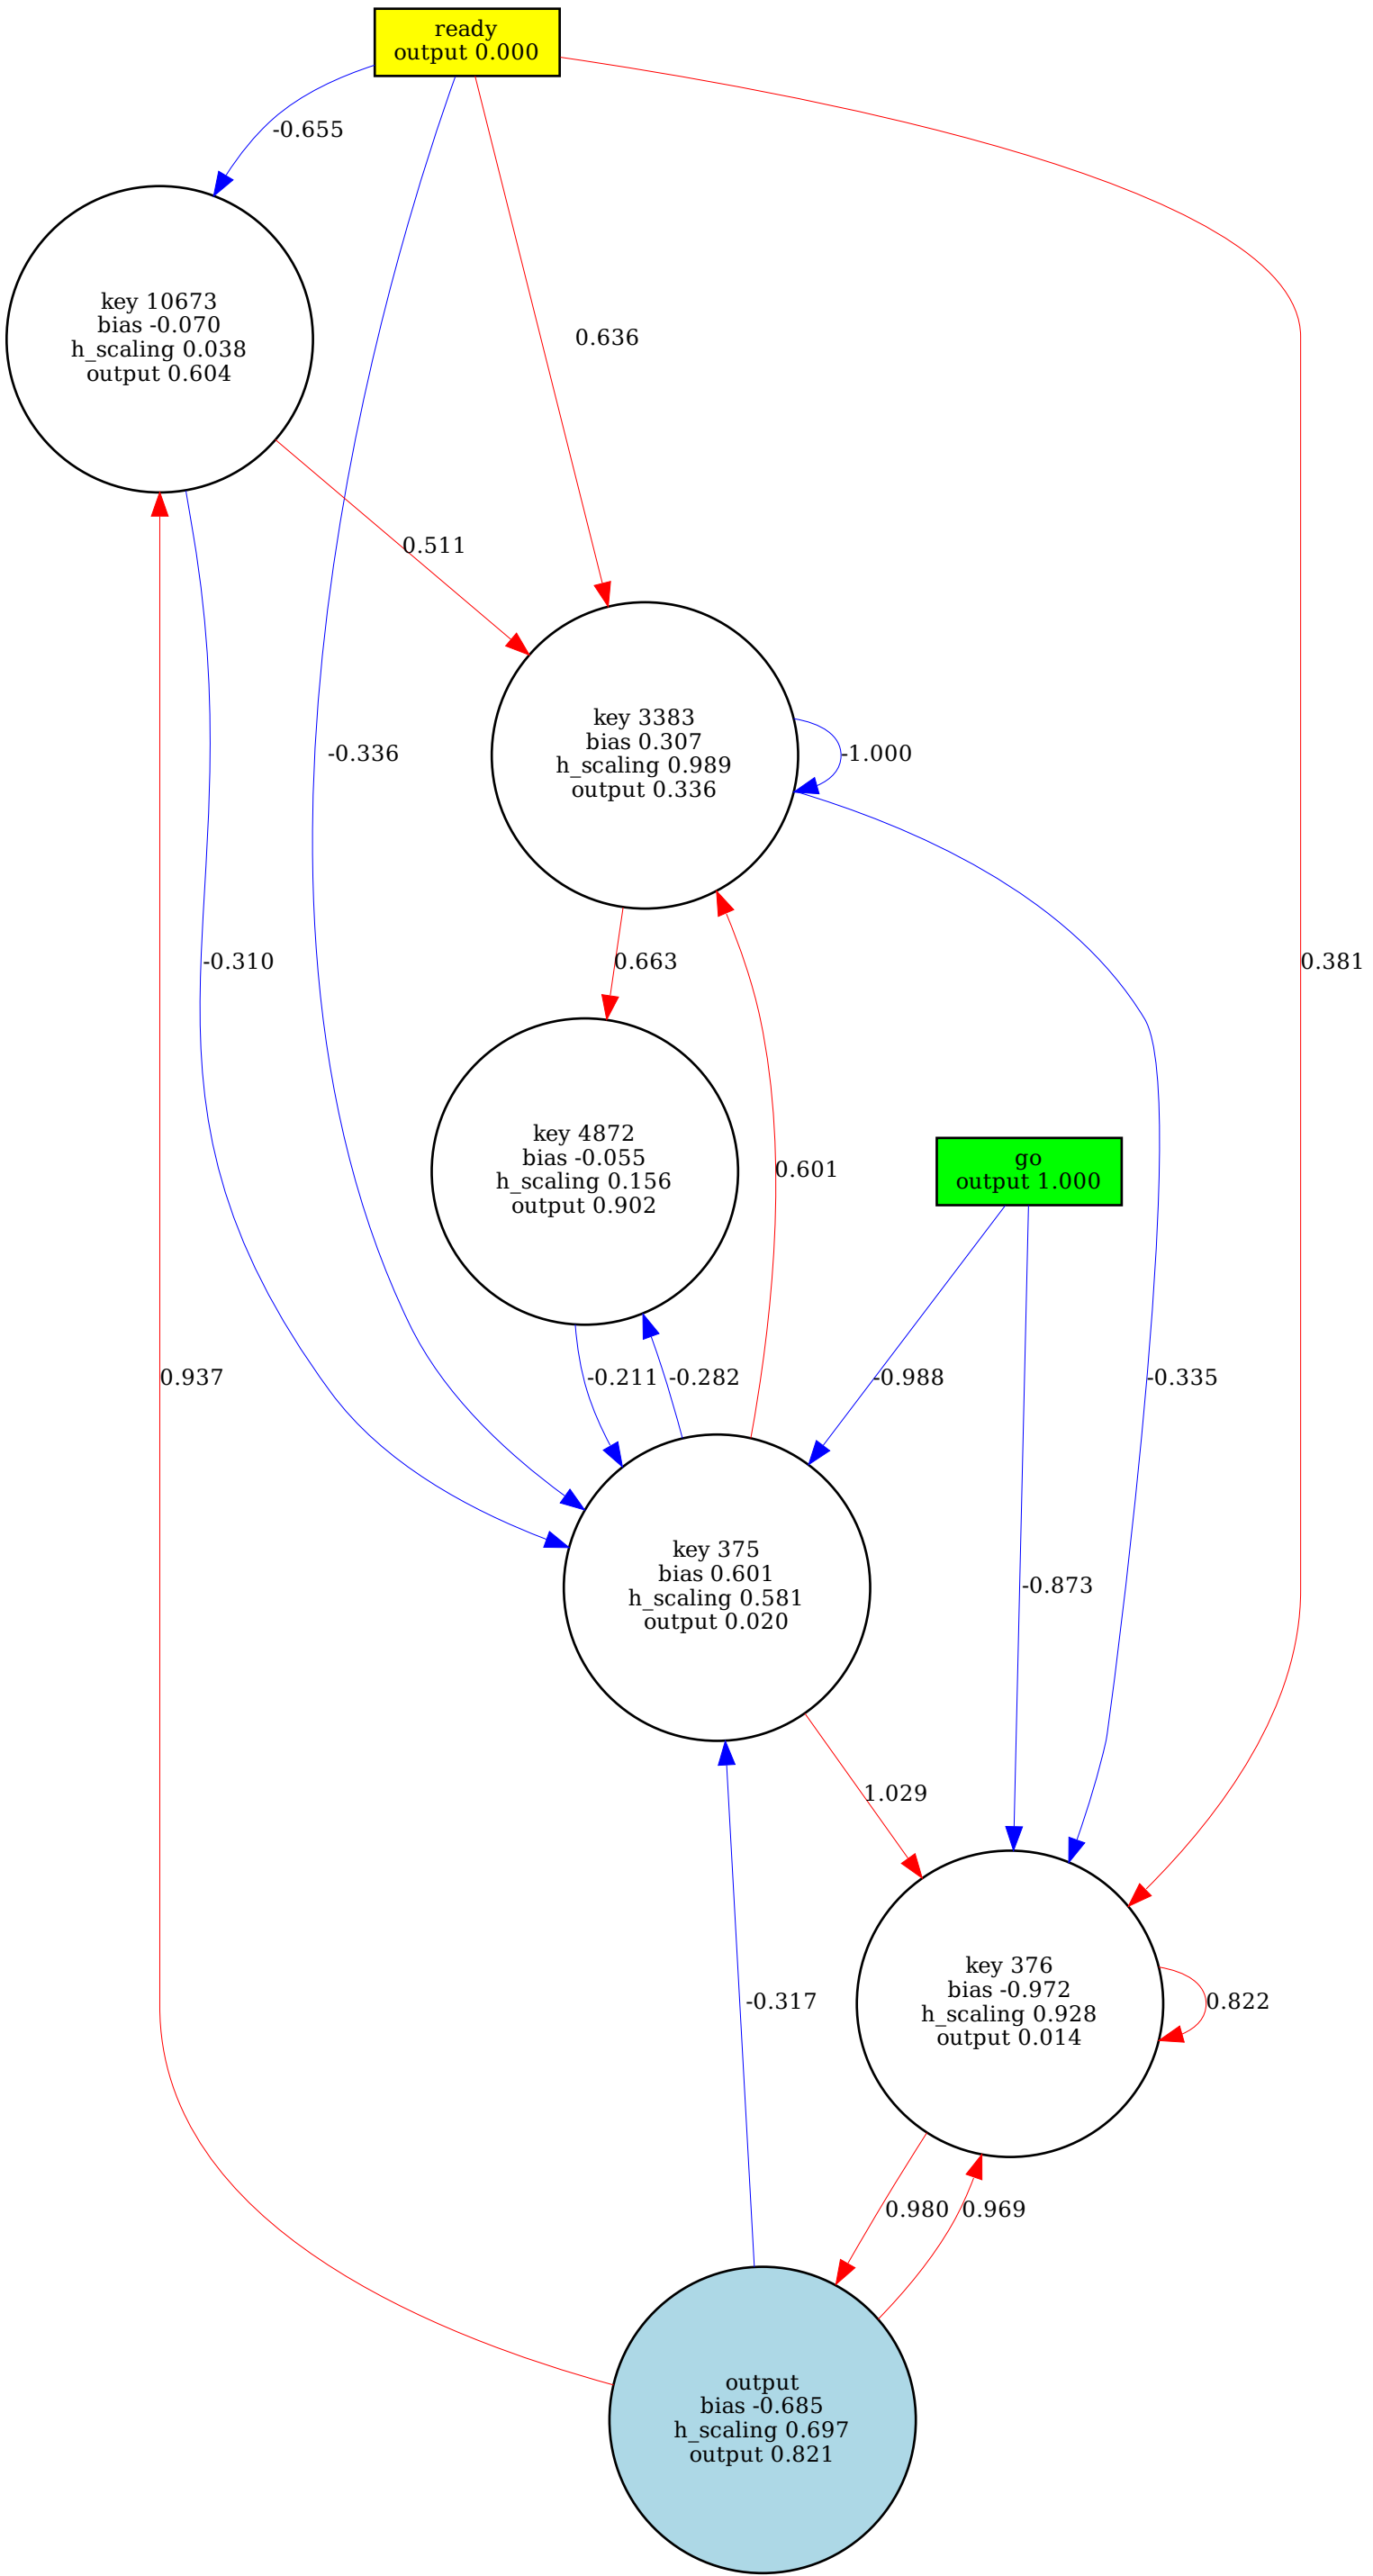 ready
output 0.000
-0.655
key 10673
bias -0.070
h_scaling 0.038
output 0.604
0.636
0.511
key 3383
bias 0.307
h_scaling 0.989
output 0.336
-0.336
-1.000
-0.310
0.663
0.381
key 4872
bias -0.055
h_scaling 0.156
output 0.902
0.601
go
output 1.000
0.937
-0.211
-0.282
-0.988
-0.335
key 375
bias 0.601
h_scaling 0.581
output 0.020
-0.873
1.029
-0.317
key 376
bias -0.972
h_scaling 0.928
output 0.014
0.822
0.980
0.969
output
bias -0.685
h_scaling 0.697
output 0.821